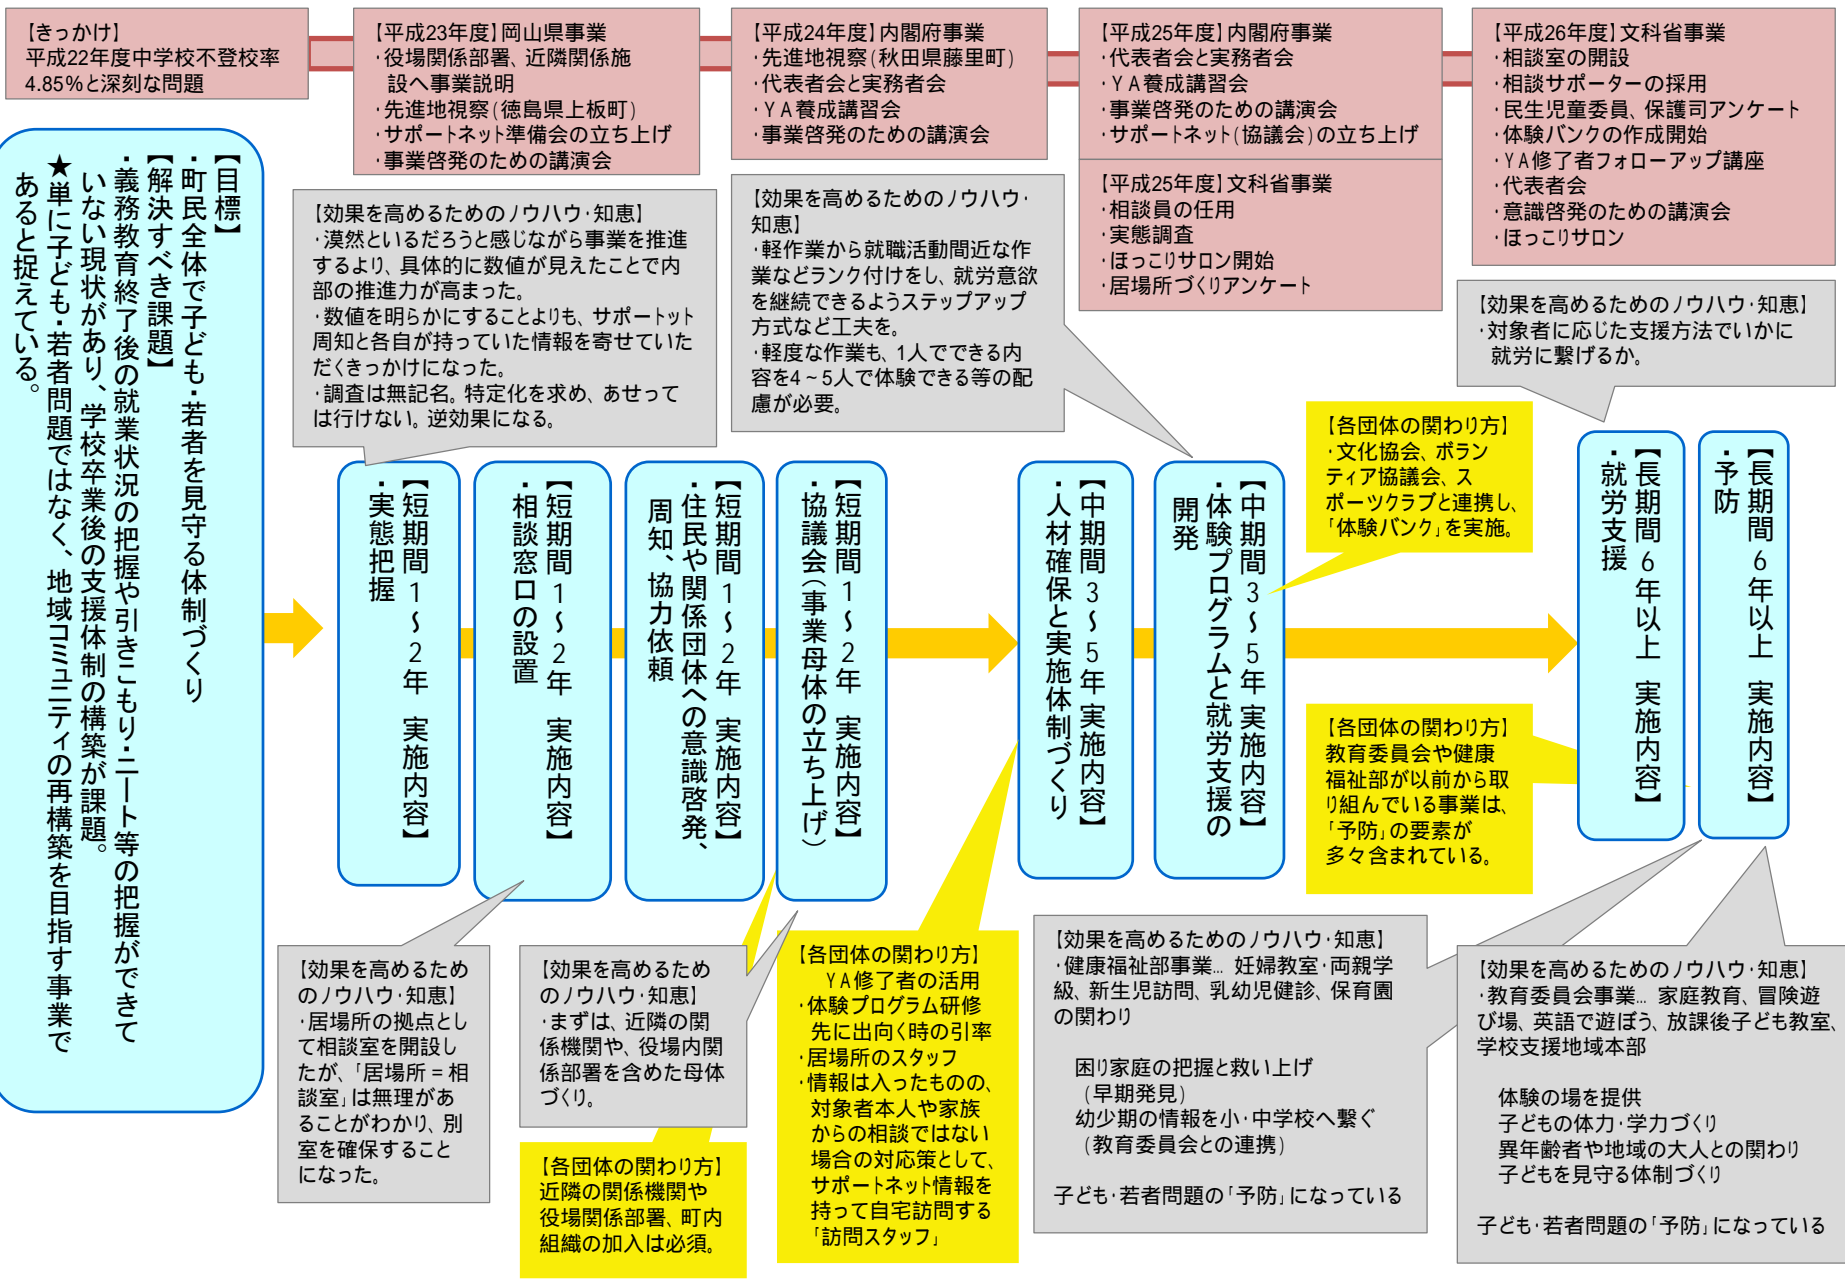 【きっかけ】
平成22年度中学校不登校率
4.85%と深刻な問題
【平成23年度】岡山県事業
・役場関係部署、近隣関係施
設へ事業説明
・先進地視察(徳島県上板町)
・サポートネット準備会の立ち上げ
・事業啓発のための講演会
【平成24年度】内閣府事業
・先進地視察(秋田県藤里町)
・代表者会と実務者会
・YA養成講習会
・事業啓発のための講演会
【平成25年度】内閣府事業
・代表者会と実務者会
・YA養成講習会
・事業啓発のための講演会
・サポートネット(協議会)の立ち上げ
【平成25年度】文科省事業
・相談員の任用
・実態調査
・ほっこりサロン開始
・居場所づくりアンケート
【平成26年度】文科省事業
・相談室の開設
・相談サポーターの採用
・民生児童委員、保護司アンケート
・体験バンクの作成開始
・YA修了者フォローアップ講座
・代表者会
・意識啓発のための講演会
・ほっこりサロン
【目標】
・町民全体で子ども・若者を見守る体制づくり
【解決すべき課題】
・義務教育終了後の就業状況の把握や引きこもり・ニート等の把握ができて
いない現状があり、学校卒業後の支援体制の構築が課題。
★単に子ども・若者問題ではなく、地域コミュニティの再構築を目指す事業で
あると捉えている。
【効果を高めるためのノウハウ・知恵】
・漠然といるだろうと感じながら事業を推進
するより、具体的に数値が見えたことで内
部の推進力が高まった。
・数値を明らかにすることよりも、サポートット
周知と各自が持っていた情報を寄せていた
だくきっかけになった。
・調査は無記名。特定化を求め、あせって
は行けない。逆効果になる。
【効果を高めるためのノウハウ・
知恵】
・軽作業から就職活動間近な作
業などランク付けをし、就労意欲
を継続できるようステップアップ
方式など工夫を。
・軽度な作業も、1人でできる内
容を4~5人で体験できる等の配
慮が必要。
【効果を高めるためのノウハウ・知恵】
・対象者に応じた支援方法でいかに
就労に繋げるか。
【各団体の関わり方】
・文化協会、ボラン
ティア協議会、ス
ポーツクラブと連携し、
「体験バンク」を実施。
【短期間1~2年 実施内容】
・実態把握
【短期間1~2年 実施内容】
・相談窓口の設置
【短期間1~2年 実施内容】
・住民や関係団体への意識啓発、
周知、協力依頼
【短期間1~2年 実施内容】
・協議会(事業母体の立ち上げ)
【中期間3~5年 実施内容】
・人材確保と実施体制づくり
【中期間3~5年 実施内容】
・体験プログラムと就労支援の
開発
【長期間6年以上 実施内容】
・就労支援
【長期間6年以上 実施内容】
・予防
【各団体の関わり方】
教育委員会や健康
福祉部が以前から取
り組んでいる事業は、
「予防」の要素が
多々含まれている。
【効果を高めるため
のノウハウ・知恵】
・居場所の拠点とし
て相談室を開設し
たが、「居場所=相
談室」は無理があ
ることがわかり、別
室を確保すること
になった。
【効果を高めるため
のノウハウ・知恵】
・まずは、近隣の関
係機関や、役場内関
係部署を含めた母体
づくり。
【各団体の関わり方】
近隣の関係機関や
役場関係部署、町内
組織の加入は必須。
【各団体の関わり方】
YA修了者の活用
・体験プログラム研修
先に出向く時の引率
・居場所のスタッフ
・情報は入ったものの、
対象者本人や家族
からの相談ではない
場合の対応策として、
サポートネット情報を
持って自宅訪問する
「訪問スタッフ」
【効果を高めるためのノウハウ・知恵】
・健康福祉部事業… 妊婦教室・両親学
級、新生児訪問、乳幼児健診、保育園
の関わり
困り家庭の把握と救い上げ
(早期発見)
幼少期の情報を小・中学校へ繋ぐ
(教育委員会との連携)
子ども・若者問題の「予防」になっている
【効果を高めるためのノウハウ・知恵】
・教育委員会事業… 家庭教育、冒険遊
び場、英語で遊ぼう、放課後子ども教室、
学校支援地域本部
体験の場を提供
子どもの体力・学力づくり
異年齢者や地域の大人との関わり
子どもを見守る体制づくり
子ども・若者問題の「予防」になっている